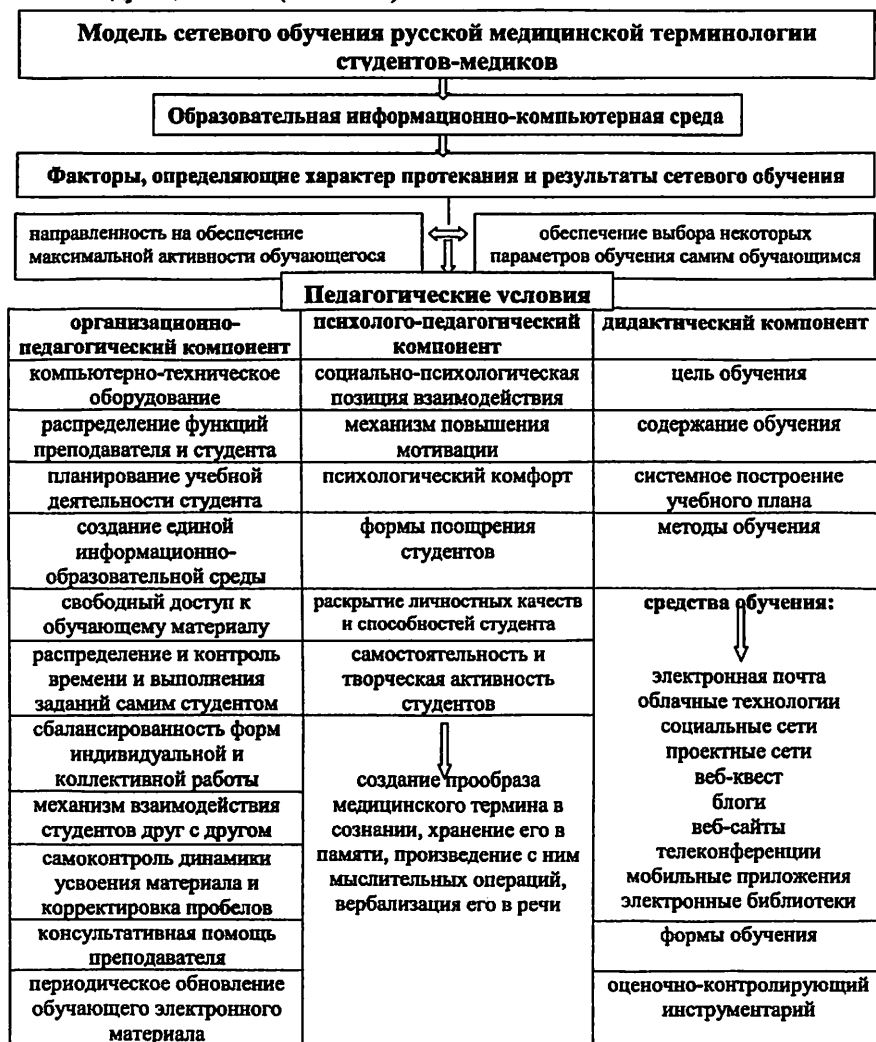 Модель сетевого обучения русской медицинской терминологии
студентов-медиков
Образовательная информационно-компьютерная среда
Факторы, определяющие характер протекания и результаты сетевого обучения
направленность на обеспечение
максимальной активности обучающегося
обеспечение выбора некоторых
параметров обучения самим обучающимся
Педагогические условия
организационно-
педагогический компонент
компьютерно-техническое
оборудование
распределение функций
преподавателя и студента
планирование учебной
деятельности студента
создание единой
информационно-
образовательной среды
свободный доступ к
обучающему материалу
распределение и контроль
времени и выполнения
заданий самим студентом
сбалансированность форм
индивидуальной и
коллективной работы
механизм взаимодействия
студентов друг с другом
самоконтроль динамики
усвоения материала и
корректировка пробелов
консультативная помощь
преподавателя
периодическое обновление
обучающего электронного
материала
психолого-педагогический
компонент
социально-психологическая
позиция взаимодействия
механизм повышения
мотивации
психологический комфорт
формы поощрения
студентов
раскрытие личностных качеств
и способностей студента
самостоятельность и
творческая активность
студентов
создание прообраза
медицинского термина в
сознании, хранение его в
памяти, произведение с ним
мыслительных операций,
вербализация его в речи
дидактический компонент
цель обучения
содержание обучения
системное построение
учебного плана
методы обучения
средства обучения:
электронная почта
облачные технологии
социальные сети
проектные сети
веб-квест
блоги
веб-сайты
телеконференции
мобильные приложения
электронные библиотеки
формы обучения
оценочно-контролирующий
инструментарий